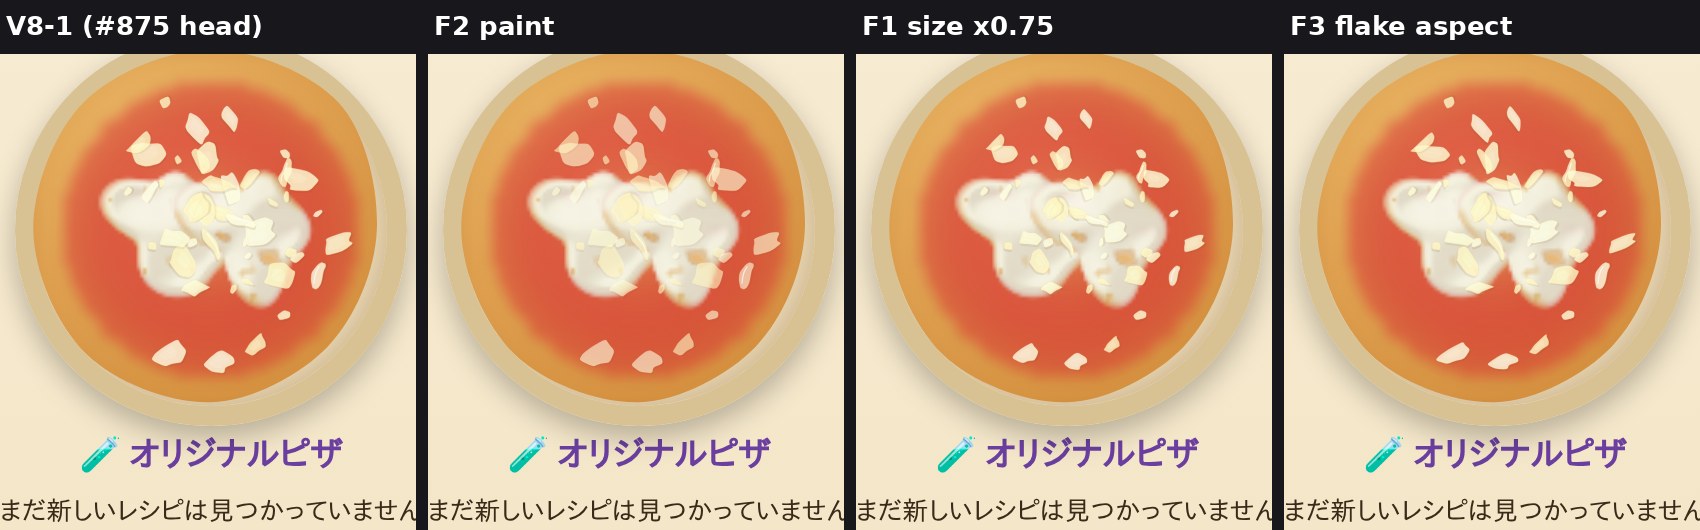 V8-1 (#875 head)
F2 paint
F1 size x0.75
F3 flake aspect
オリジナルピザ
オリジナルピザ
オリジナルピザ
オリジナルピザ
まだ新しいレシピは見つかっていません
まだ新しいレシピは見つかっていません
まだ新しいレシピは見つかっていません
まだ新しいレシピは見つかっていません